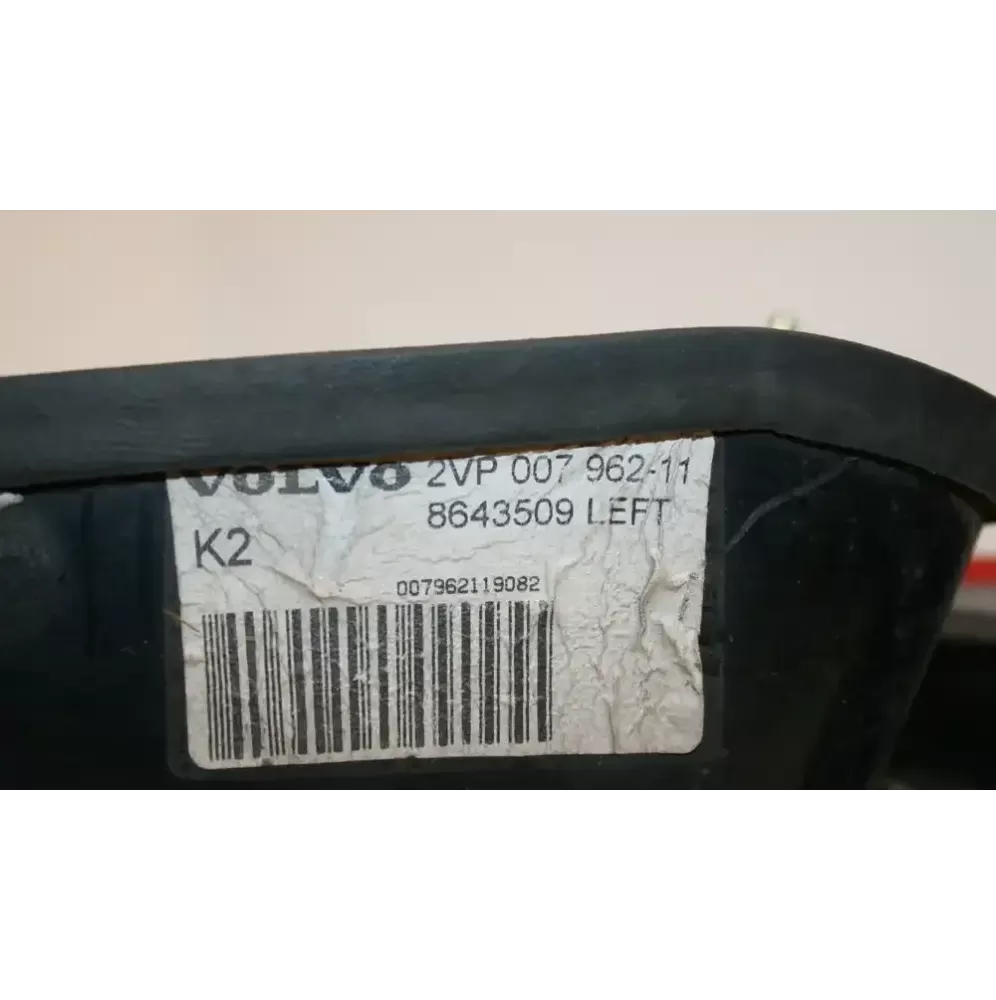 VOLVO 2VP 007 962-11
8643509 LEFT
K2
007962119082